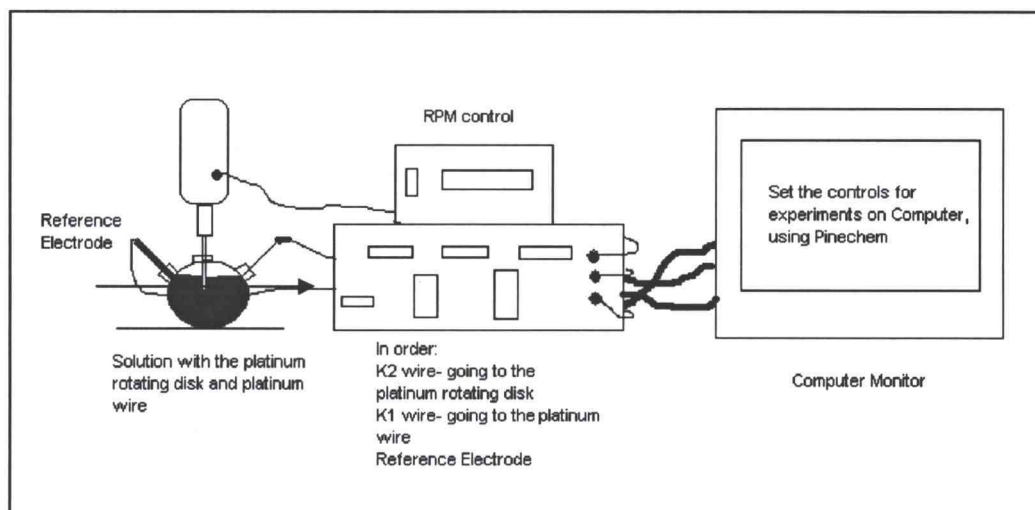 RPM control
Reference
Electrode
Set the controls for
experiments on Computer,
using Pinechem
Solution with the platinum
rotating disk and platinum
wire
In order:
K2 wire- going to the
platinum rotating disk
K1 wire- going to the platinum
wire
Reference Electrode
Computer Monitor